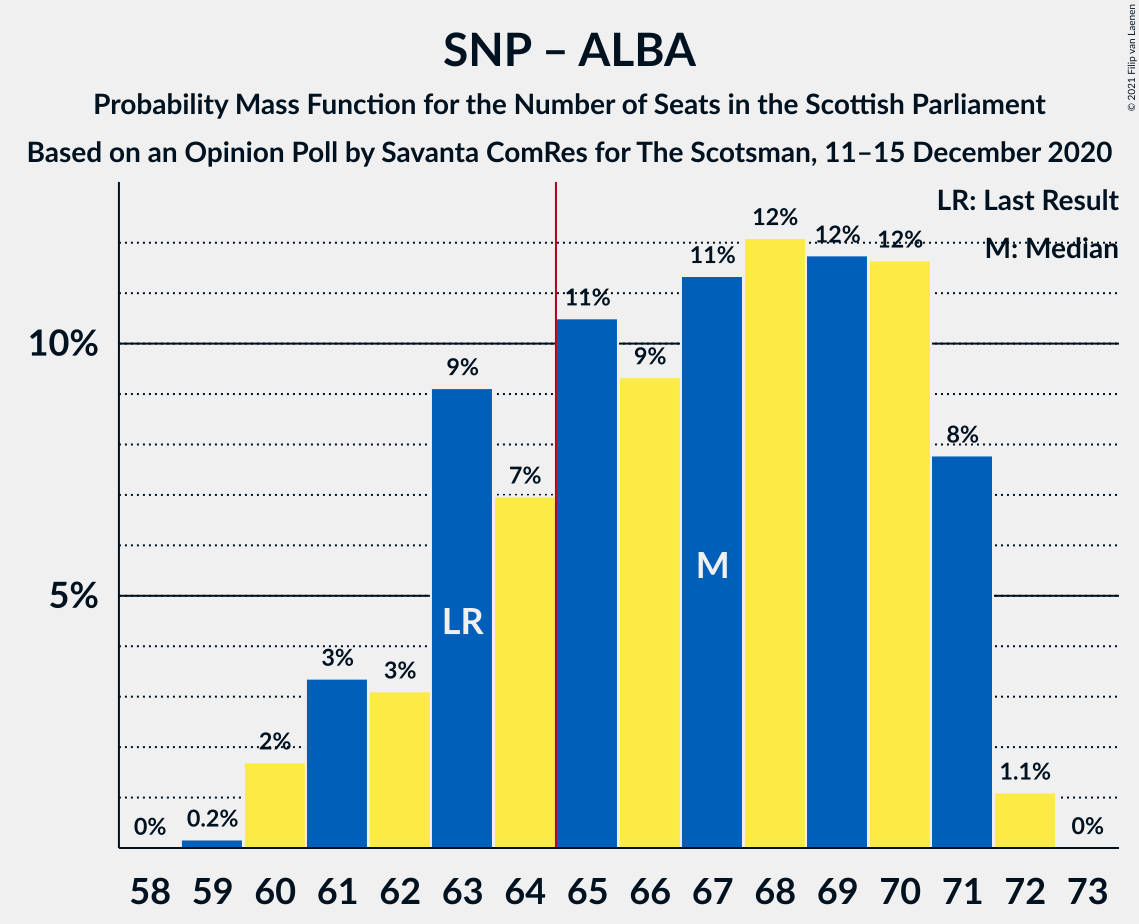 SNP – ALBA
Probability Mass Function for the Number of Seats in the Scottish Parliament
Based on an Opinion Poll by Savanta ComRes for The Scotsman, 11–15 December 2020
© 2021 Filip van Laenen
LR: Last Result
M: Median
10%
5%
0%
0.2%
2%
3%
3%
9%
7%
11%
9%
11%
12%
12%
12%
8%
1.1%
0%
LR
M
58 59 60 61 62 63 64 65 66 67 68 69 70 71 72 73